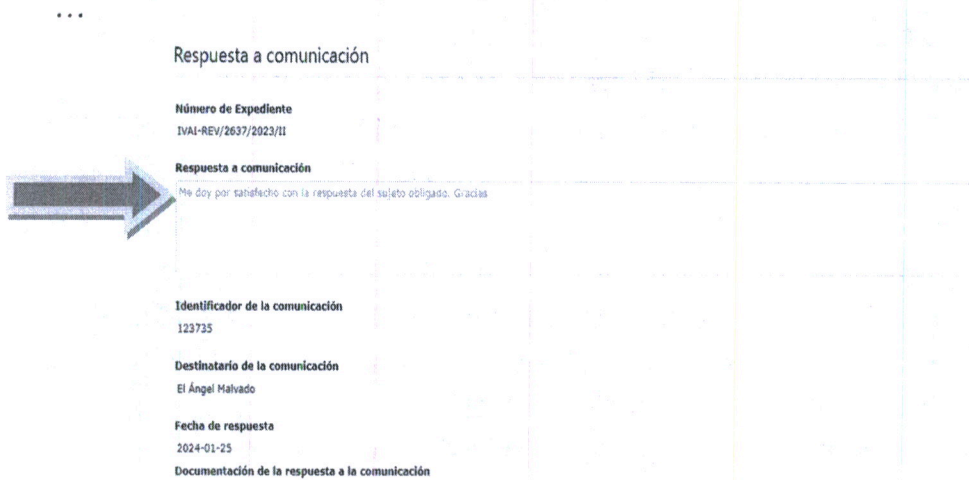 ...
Respuesta a comunicación
Número de Expediente
IVAI-REV/2637/2023/II
Respuesta a comunicación
Me doy por satisfecho con la respuesta del sujeto obligado. Gracias
Identificador de la comunicación
123735
Destinatario de la comunicación
El Ángel Malvado
Fecha de respuesta
2024-01-25
Documentación de la respuesta a la comunicación